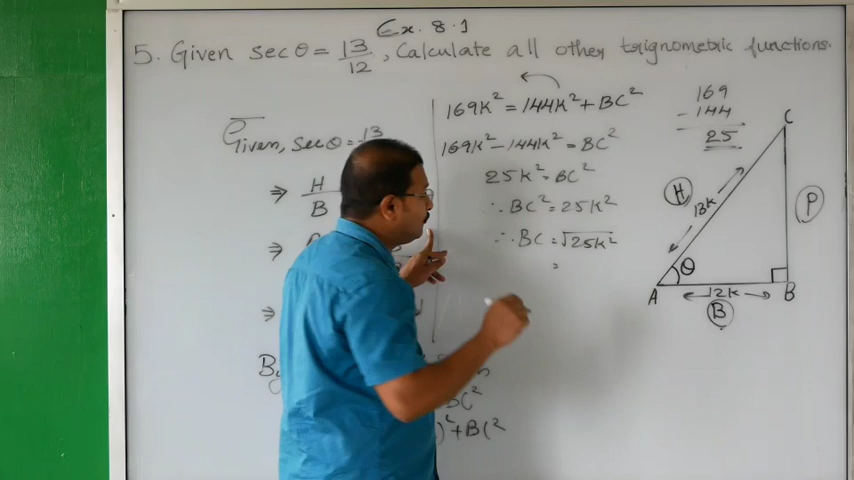 Ex. 8.1
5. Given secθ = 13/12, Calculate all other trignometric functions.
Given, secθ = 13
⇒ H/B
⇒
⇒
By
BC²
)² + BC²
169K² = 144K² + BC²
169K² - 144K² = BC²
25K² = BC²
∴ BC² = 25K²
∴ BC = √25K²
=
169
- 144
25
C
H
13K
P
θ
A
12K
B
B